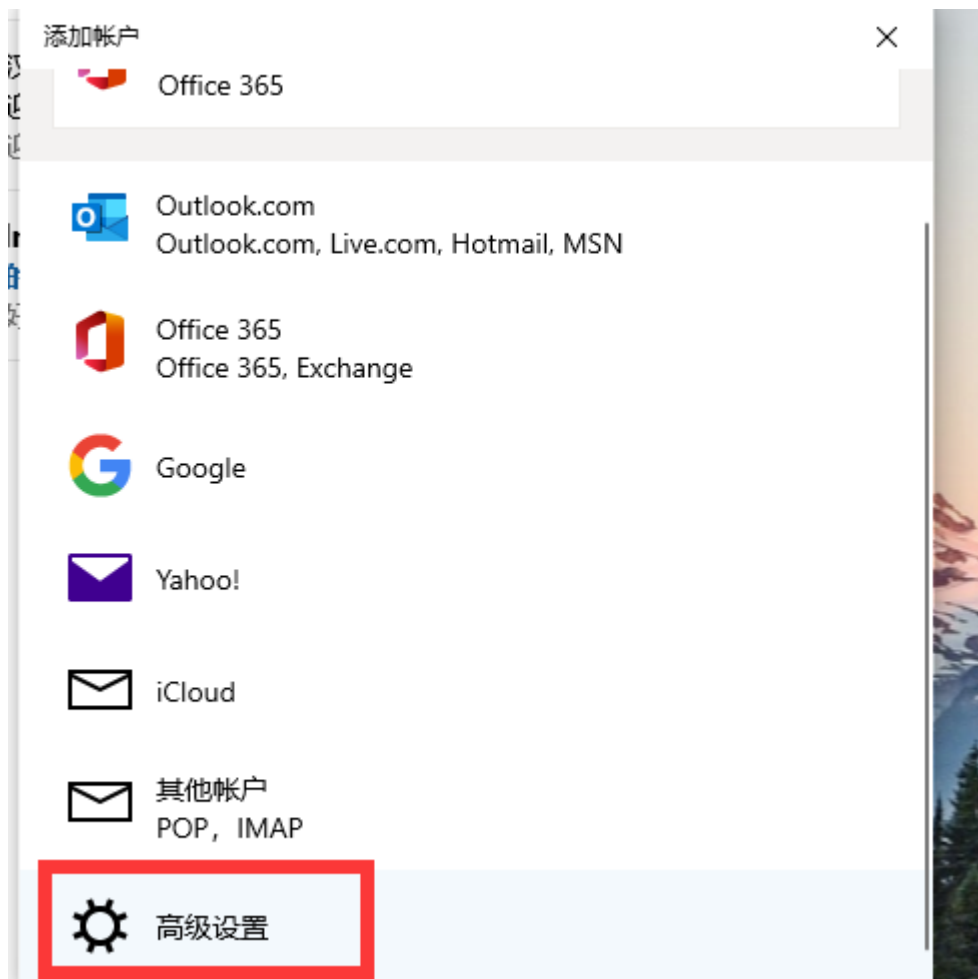 添加帐户
Office 365
Outlook.com
Outlook.com, Live.com, Hotmail, MSN
Office 365
Office 365, Exchange
Google
Yahoo!
iCloud
其他帐户
POP，IMAP
高级设置